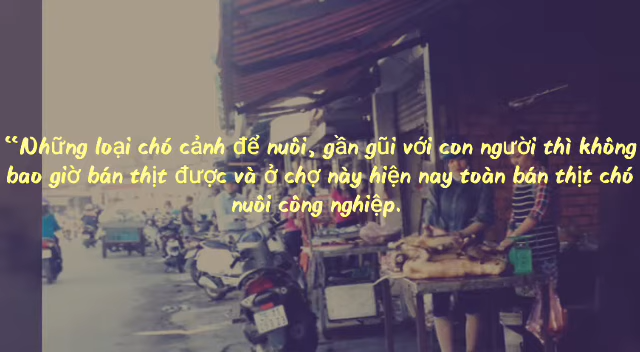 “Những loại chó cảnh để nuôi, gần gũi với con người thì không
bao giờ bán thịt được và ở chợ này hiện nay toàn bán thịt chó
nuôi công nghiệp.